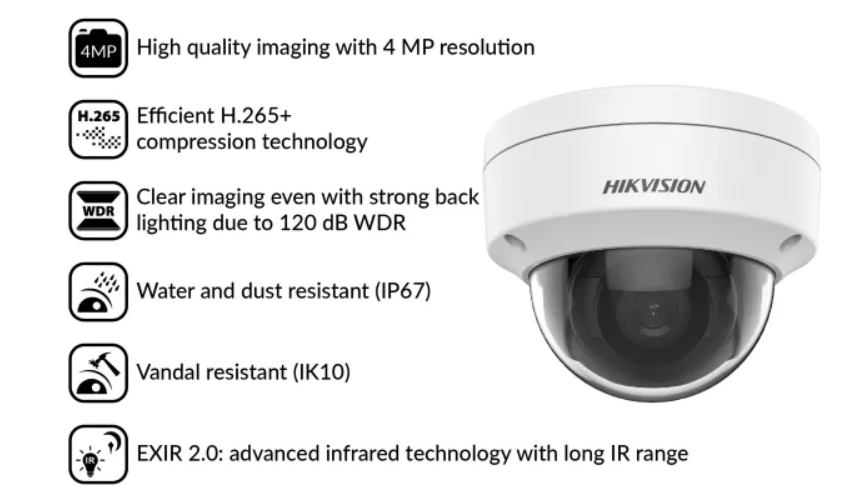 4MP
High quality imaging with 4 MP resolution
H.265
Efficient H.265+
compression technology
WDR
Clear imaging even with strong back
lighting due to 120 dB WDR
HIKVISION
Water and dust resistant (IP67)
Vandal resistant (IK10)
IR
EXIR 2.0: advanced infrared technology with long IR range